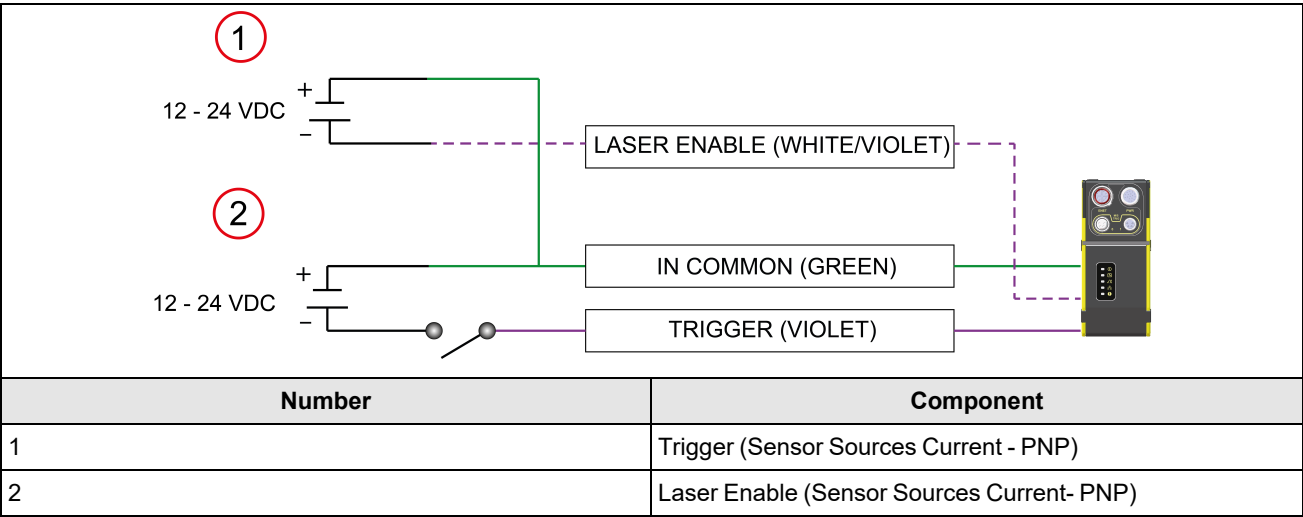 1
+
12 - 24 VDC
–
LASER ENABLE (WHITE/VIOLET)
2
+
IN COMMON (GREEN)
12 - 24 VDC
–
TRIGGER (VIOLET)
Number Component
1 Trigger (Sensor Sources Current - PNP)
2 Laser Enable (Sensor Sources Current- PNP)